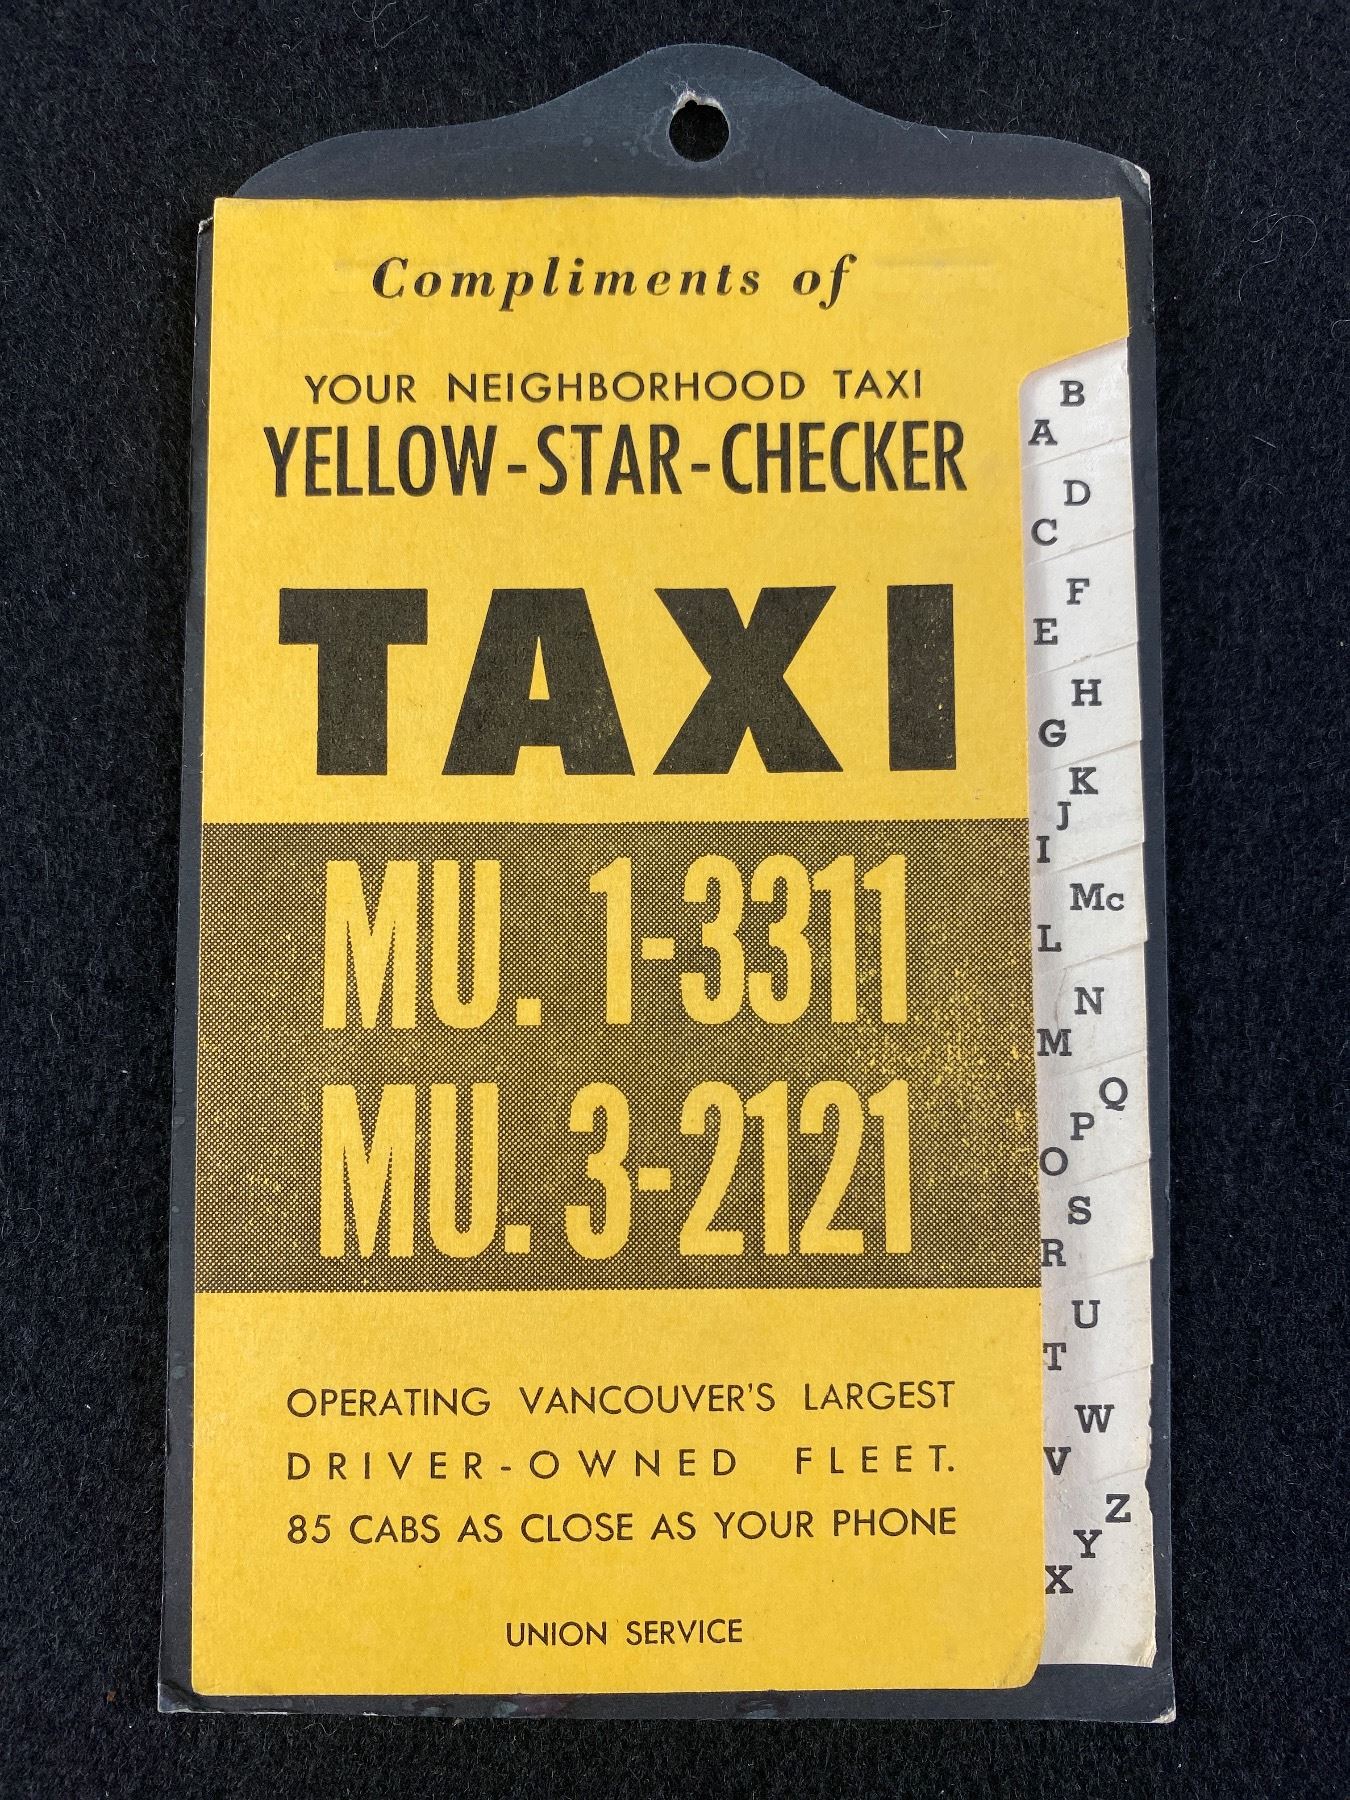 Compliments of
YOUR NEIGHBORHOOD TAXI
YELLOW-STAR-CHECKER
TAXI
MU. 1-3311
MU. 3-2121
OPERATING VANCOUVER'S LARGEST
DRIVER-OWNED FLEET.
85 CABS AS CLOSE AS YOUR PHONE
UNION SERVICE
B
A
D
C
F
E
H
G
K
J
I
Mc
L
N
M
Q
P
O
S
R
U
T
W
V
Z
Y
X